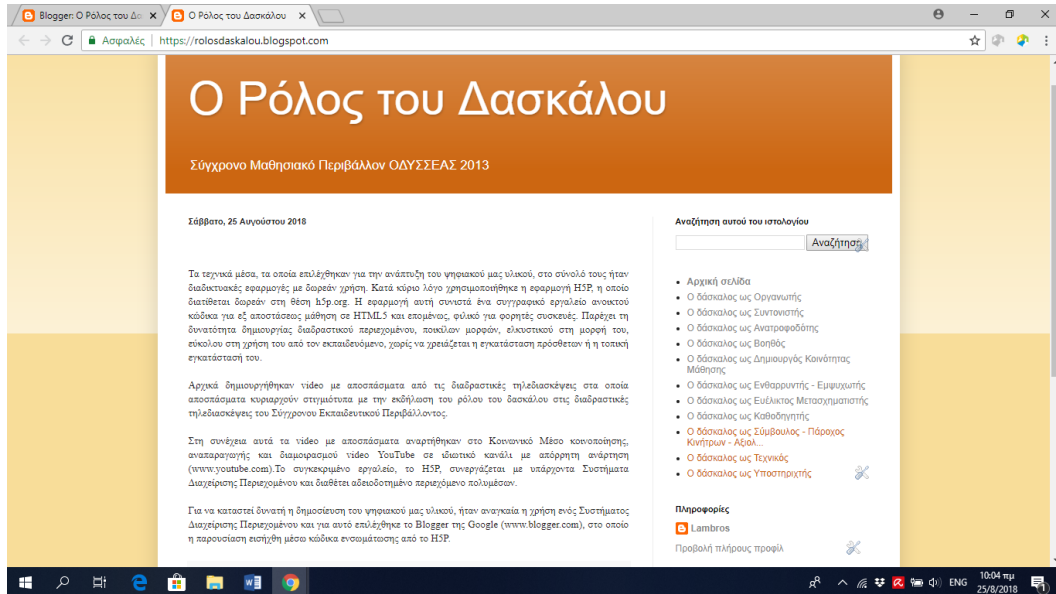 Blogger: Ο Ρόλος του Δα
Ο Ρόλος του Δασκάλου
Ασφαλές | https://rolosdaskalou.blogspot.com
Ο Ρόλος του Δασκάλου
Σύγχρονο Μαθησιακό Περιβάλλον ΟΔΥΣΣΕΑΣ 2013
Σάββατο, 25 Αυγούστου 2018
Τα τεχνικά μέσα, τα οποία επιλέχθηκαν για την ανάπτυξη του ψηφιακού μας υλικού, στο σύνολό τους ήταν
διαδικτυακές εφαρμογές με δωρεάν χρήση. Κατά κύριο λόγο χρησιμοποιήθηκε η εφαρμογή H5P, η οποίο
διατίθεται δωρεάν στη θέση h5p.org. Η εφαρμογή αυτή συνιστά ένα συγγραφικό εργαλείο ανοικτού
κώδικα για εξ αποστάσεως μάθηση σε HTML5 και επομένως, φιλικό για φορητές συσκευές. Παρέχει τη
δυνατότητα δημιουργίας διαδραστικού περιεχομένου, ποικίλων μορφών, ελκυστικού στη μορφή του,
εύκολου στη χρήση του από τον εκπαιδευόμενο, χωρίς να χρειάζεται η εγκατάσταση πρόσθετων ή η τοπική
εγκατάστασή του.
Αρχικά δημιουργήθηκαν video με αποσπάσματα από τις διαδραστικές τηλεδιασκέψεις στα οποία
αποσπάσματα κυριαρχούν στιγμιότυπα με την εκδήλωση του ρόλου του δασκάλου στις διαδραστικές
τηλεδιασκέψεις του Σύγχρονου Εκπαιδευτικού Περιβάλλοντος.
Στη συνέχεια αυτά τα video με αποσπάσματα αναρτήθηκαν στο Κοινωνικό Μέσο κοινοποίησης,
αναπαραγωγής και διαμοιρασμού video YouTube σε ιδιωτικό κανάλι με απόρρητη ανάρτηση
(www.youtube.com).Το συγκεκριμένο εργαλείο, το H5P, συνεργάζεται με υπάρχοντα Συστήματα
Διαχείρισης Περιεχομένου και διαθέτει αδειοδοτημένο περιεχόμενο πολυμέσων.
Για να καταστεί δυνατή η δημοσίευση του ψηφιακού μας υλικού, ήταν αναγκαία η χρήση ενός Συστήματος
Διαχείρισης Περιεχομένου και για αυτό επιλέχθηκε το Blogger της Google (www.blogger.com), στο οποίο
η παρουσίαση εισήχθη μέσω κώδικα ενσωμάτωσης από το H5P.
Αναζήτηση αυτού του ιστολογίου
Αναζήτηση
Αρχική σελίδα
Ο δάσκαλος ως Οργανωτής
Ο δάσκαλος ως Συντονιστής
Ο δάσκαλος ως Ανατροφοδότης
Ο δάσκαλος ως Βοηθός
Ο δάσκαλος ως Δημιουργός Κοινότητας
Μάθησης
Ο δάσκαλος ως Ενθαρρυντής - Εμψυχωτής
Ο δάσκαλος ως Ευέλικτος Μετασχηματιστής
Ο δάσκαλος ως Καθοδηγητής
Ο δάσκαλος ως Σύμβουλος - Πάροχος
Κινήτρων - Αξιολ...
Ο δάσκαλος ως Τεχνικός
Ο δάσκαλος ως Υποστηριχτής
Πληροφορίες
Lambros
Προβολή πλήρους προφίλ
ENG
10:04 πμ
25/8/2018
1